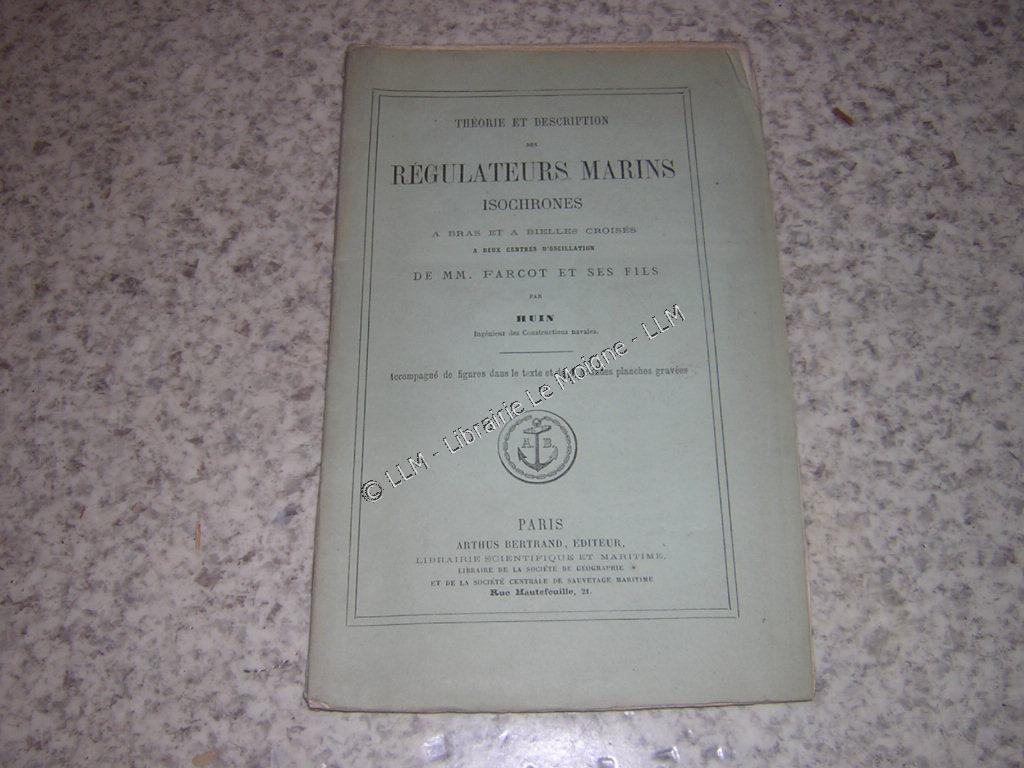 THÉORIE ET DESCRIPTION
DES
RÉGULATEURS MARINS
ISOCHRONES
A BRAS ET A BIELLES CROISÉS
A DEUX CENTRES D'OSCILLATION
DE MM. FARCOT ET SES FILS
PAR
HUIN
Ingénieur des Constructions navales.
Accompagné de figures dans le texte et planches gravées
© LLM - Librairie Le Moigne - LLM
A. B.
PARIS
ARTHUS BERTRAND, EDITEUR,
LIBRAIRIE SCIENTIFIQUE ET MARITIME,
LIBRAIRE DE LA SOCIÉTÉ DE GÉOGRAPHIE
ET DE LA SOCIÉTÉ CENTRALE DE SAUVETAGE MARITIME
Rue Hautefeuille, 21.